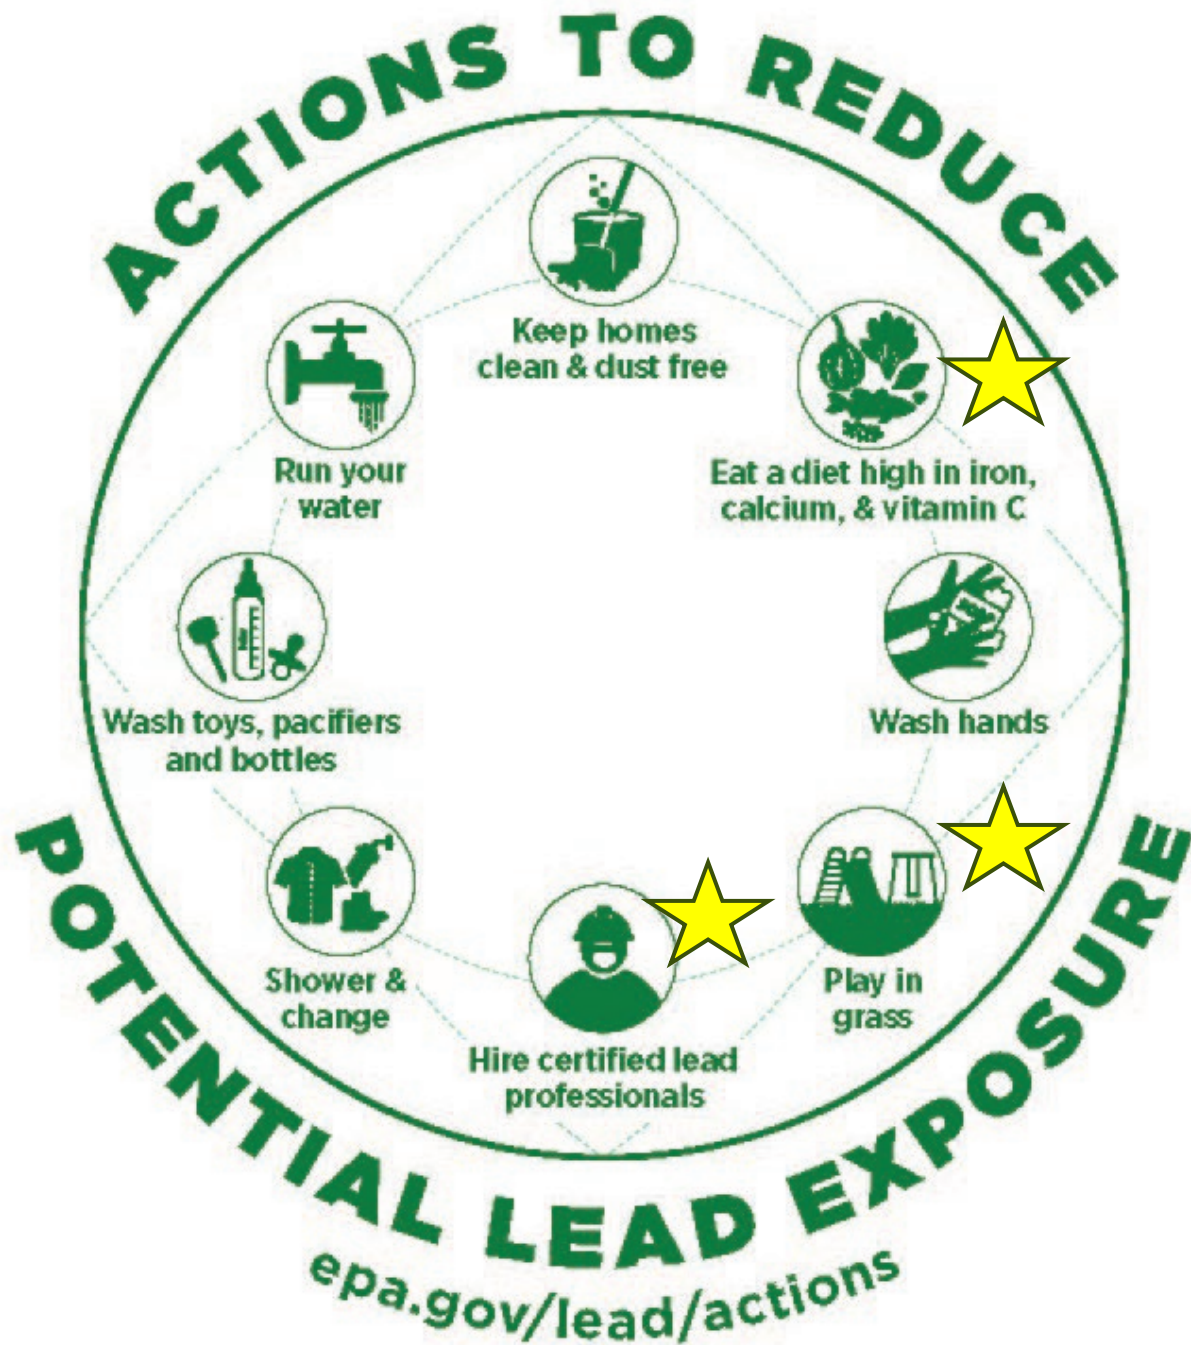 ACTIONS TO REDUCE
Keep homes
clean & dust free
Eat a diet high in iron,
calcium, & vitamin C
Wash hands
Play in
grass
Hire certified lead
professionals
Shower &
change
Wash toys, pacifiers
and bottles
Run your
water
POTENTIAL LEAD EXPOSURE
epa.gov/lead/actions